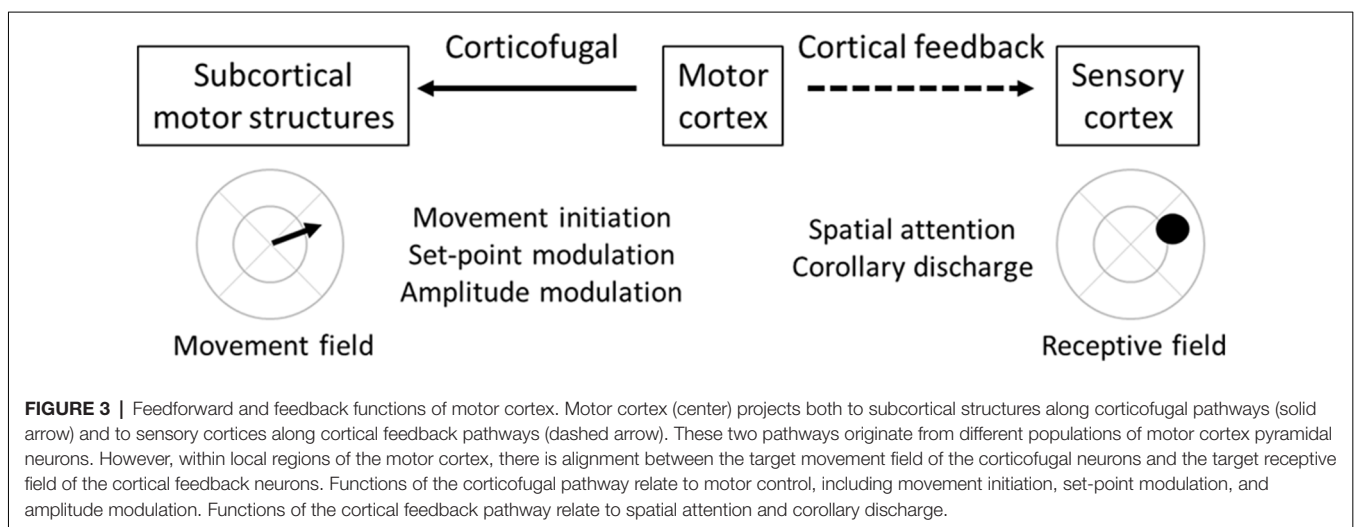 Corticofugal
Cortical feedback
Subcortical
motor structures
Motor
cortex
Sensory
cortex
Movement initiation
Set-point modulation
Amplitude modulation
Spatial attention
Corollary discharge
Movement field
Receptive field
FIGURE 3 | Feedforward and feedback functions of motor cortex. Motor cortex (center) projects both to subcortical structures along corticofugal pathways (solid
arrow) and to sensory cortices along cortical feedback pathways (dashed arrow). These two pathways originate from different populations of motor cortex pyramidal
neurons. However, within local regions of the motor cortex, there is alignment between the target movement field of the corticofugal neurons and the target receptive
field of the cortical feedback neurons. Functions of the corticofugal pathway relate to motor control, including movement initiation, set-point modulation, and
amplitude modulation. Functions of the cortical feedback pathway relate to spatial attention and corollary discharge.